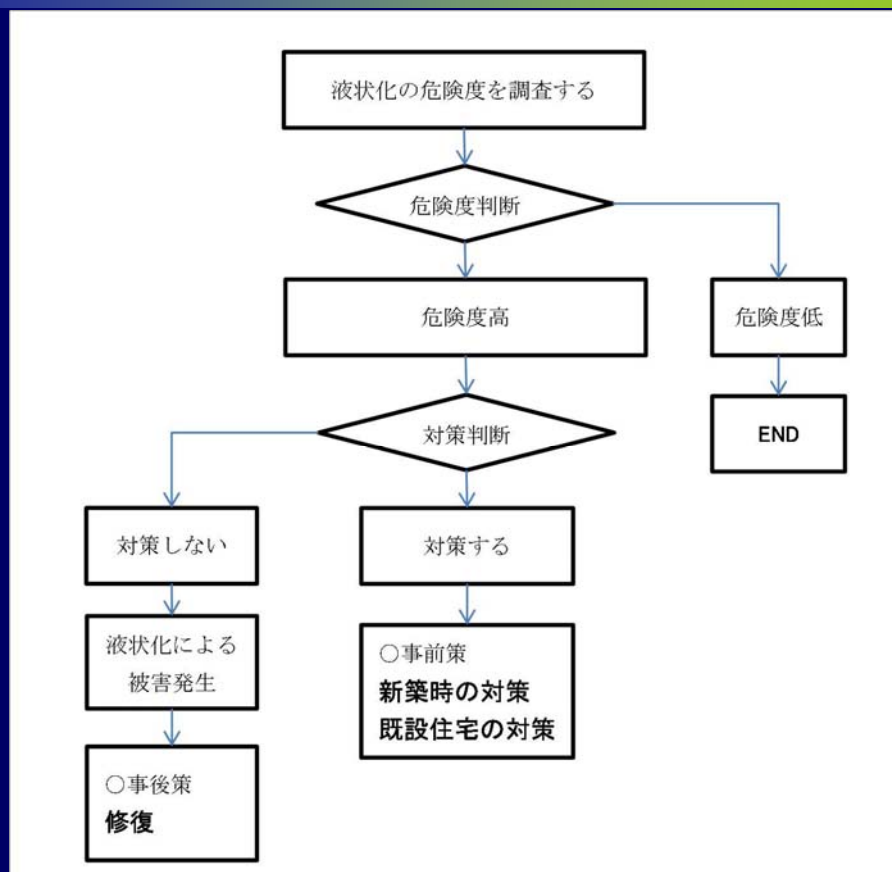 液状化の危険度を調査する
危険度判断
危険度高
危険度低
対策判断
END
対策しない
対策する
液状化による
被害発生
○事前策
新築時の対策
既設住宅の対策
○事後策
修復